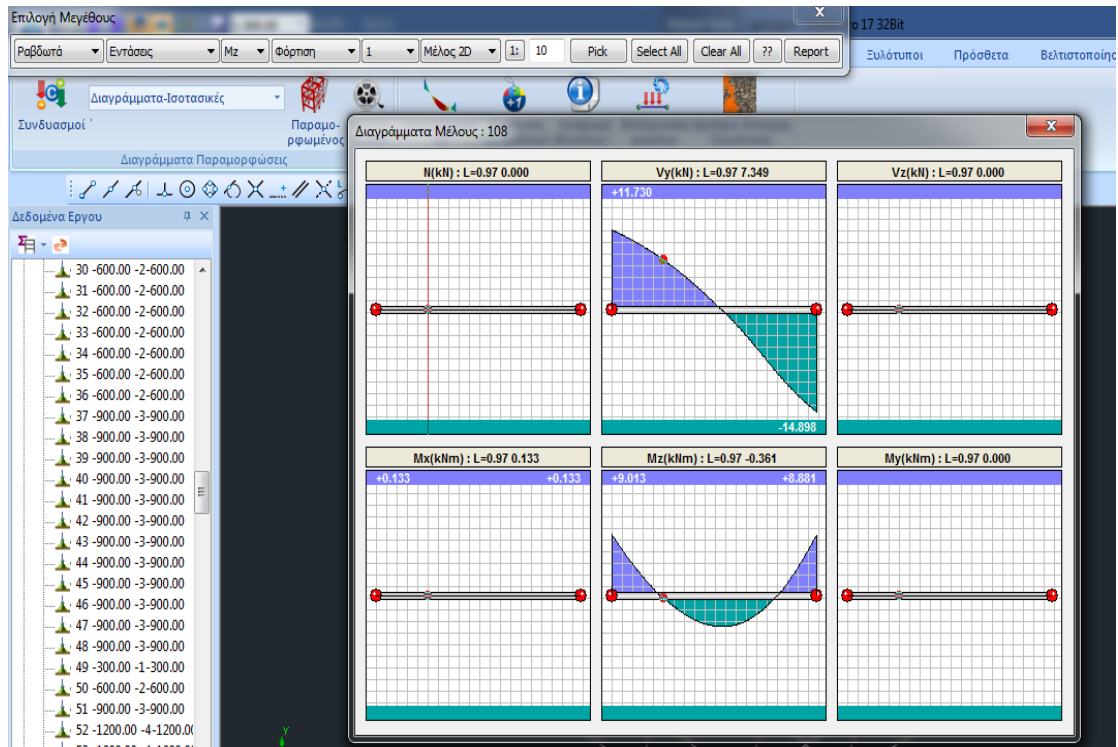 Επιλογή Μεγέθους
x
o 17 32Bit
Ραβδωτά Εντάσεις Mz Φόρτιση 1 Μέλος 2D 1: 10 Pick Select All Clear All ?? Report
Ξυλότυποι Πρόσθετα Βελτιστοποίησ
Διαγράμματα-Ισοτασικές
Συνδυασμοί
Παραμο-
ρφωμένος
Διαγράμματα Παραμορφώσεις
Διαγράμματα Μέλους : 108
x
N(kN) : L=0.97 0.000
Vy(kN) : L=0.97 7.349
Vz(kN) : L=0.97 0.000
+11.730
-14.898
Mx(kNm) : L=0.97 0.133
Mz(kNm) : L=0.97 -0.361
My(kNm) : L=0.97 0.000
+0.133 +0.133
+9.013 +8.881
Δεδομένα Εργου
30 -600.00 -2-600.00
31 -600.00 -2-600.00
32 -600.00 -2-600.00
33 -600.00 -2-600.00
34 -600.00 -2-600.00
35 -600.00 -2-600.00
36 -600.00 -2-600.00
37 -900.00 -3-900.00
38 -900.00 -3-900.00
39 -900.00 -3-900.00
40 -900.00 -3-900.00
41 -900.00 -3-900.00
42 -900.00 -3-900.00
43 -900.00 -3-900.00
44 -900.00 -3-900.00
45 -900.00 -3-900.00
46 -900.00 -3-900.00
47 -900.00 -3-900.00
48 -900.00 -3-900.00
49 -300.00 -1-300.00
50 -600.00 -2-600.00
51 -900.00 -3-900.00
52 -1200.00 -4-1200.0(
Y